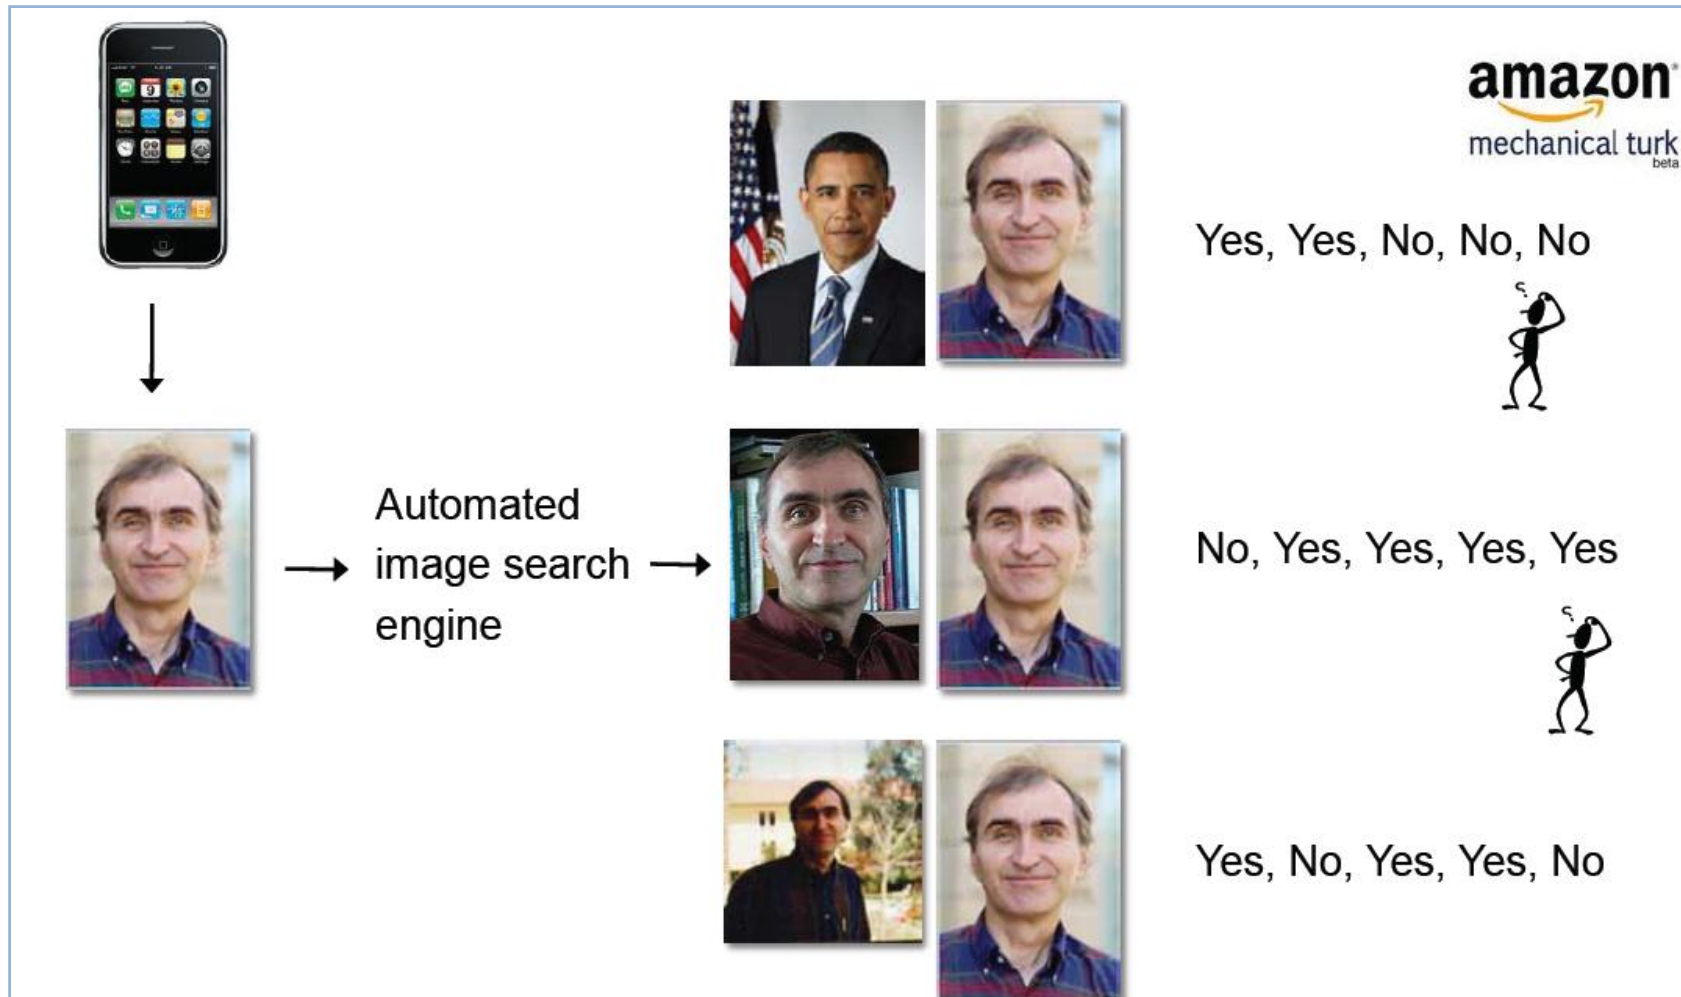 amazon
mechanical turk
beta
Yes, Yes, No, No, No
Automated
image search
engine
No, Yes, Yes, Yes, Yes
Yes, No, Yes, Yes, No